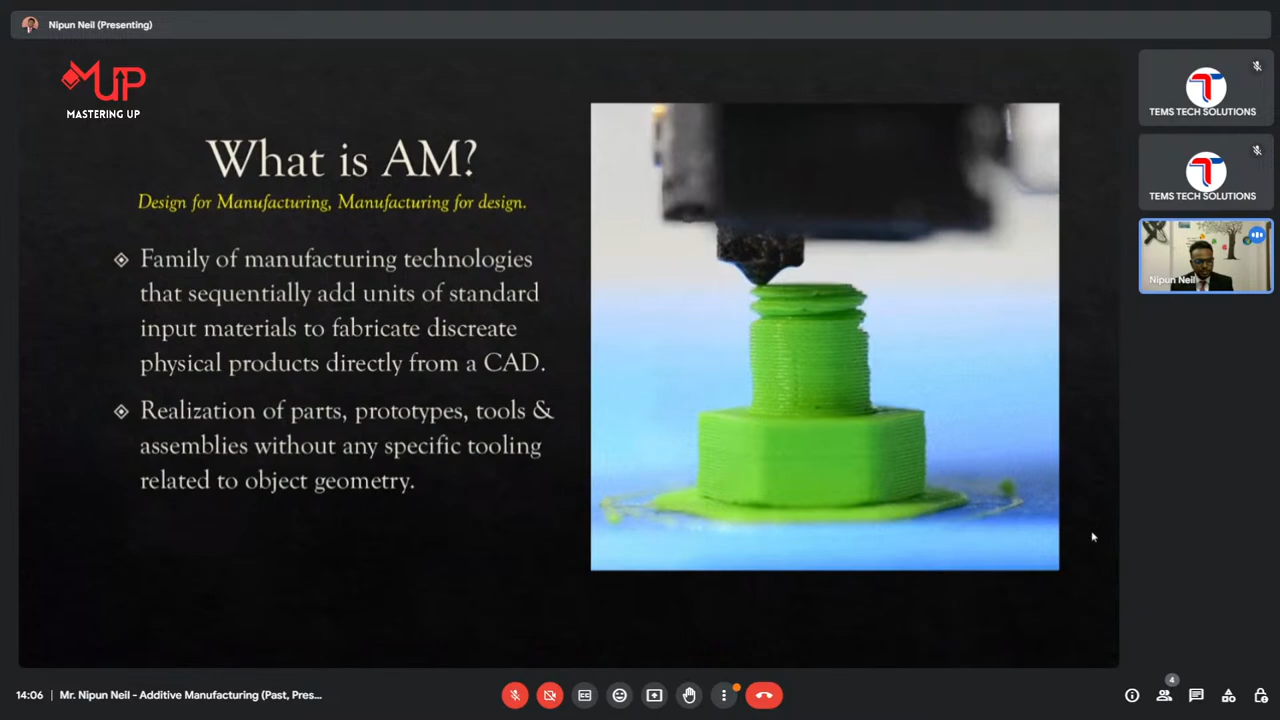 Nipun Neil (Presenting)
MUP
MASTERING UP
What is AM?
Design for Manufacturing, Manufacturing for design.
Family of manufacturing technologies
that sequentially add units of standard
input materials to fabricate discreate
physical products directly from a CAD.
Realization of parts, prototypes, tools &
assemblies without any specific tooling
related to object geometry.
TEMS TECH SOLUTIONS
TEMS TECH SOLUTIONS
Nipun Neil
14:06 | Mr. Nipun Neil - Additive Manufacturing (Past, Pres...
4